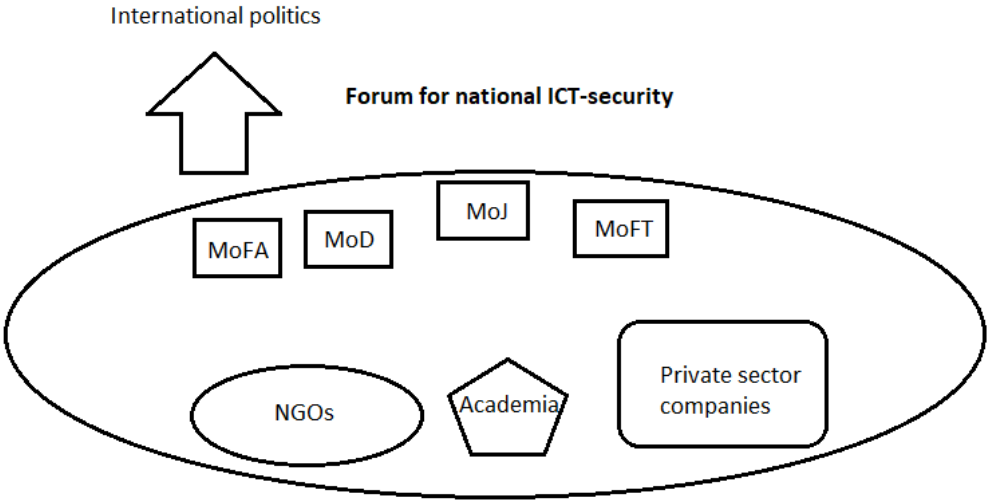 International politics
Forum for national ICT-security
MoFA
MoD
MoJ
MoFT
NGOs
Academia
Private sector
companies